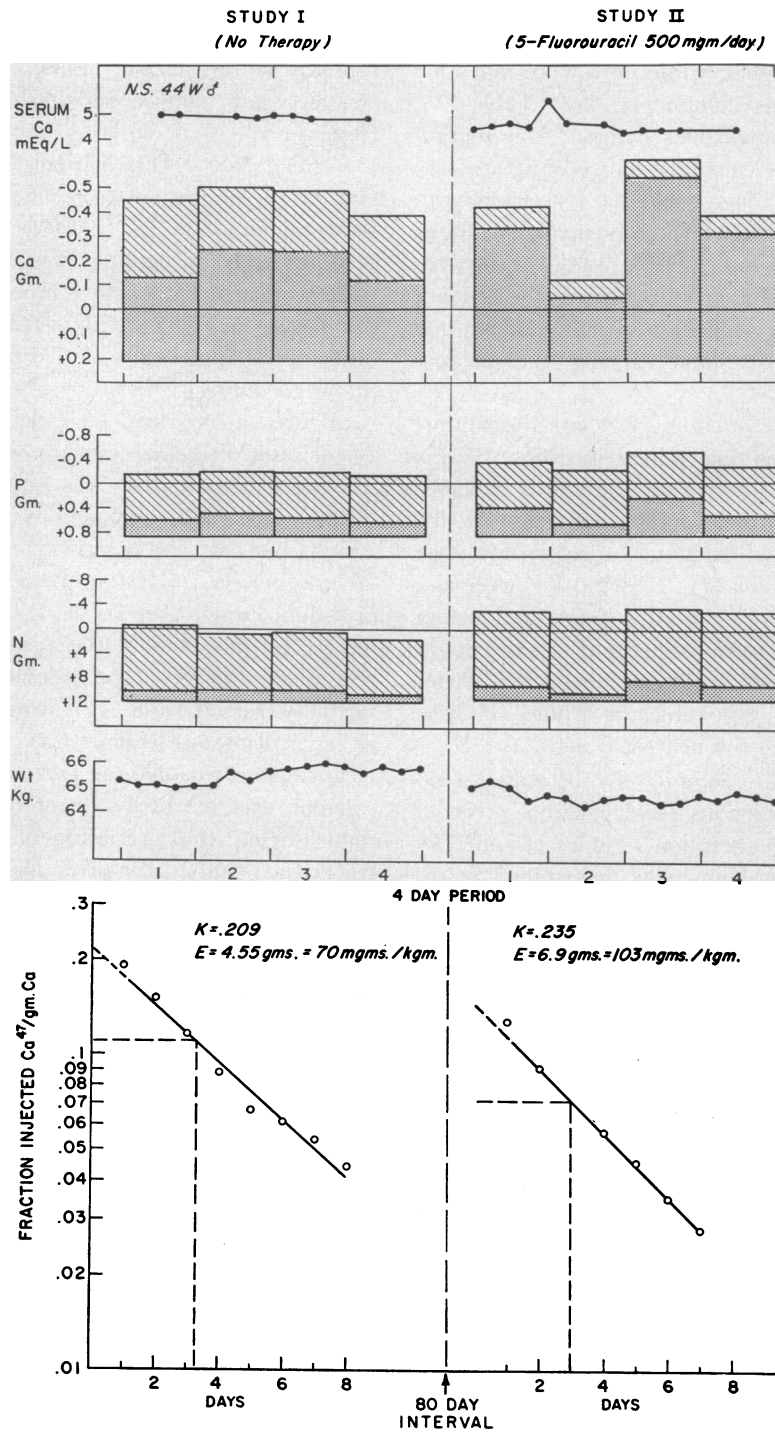 STUDY I
(No Therapy)
STUDY II
(5-Fluorouracil 500 mgm/day)
N.S. 44 W ♂
SERUM
Ca
mEq/L
5
4
-0.5
-0.4
-0.3
-0.2
-0.1
0
+0.1
+0.2
Ca
Gm.
-0.8
-0.4
0
+0.4
+0.8
P
Gm.
-8
-4
0
+4
+8
+12
N
Gm.
66
65
64
Wt
Kg.
1 2 3 4 1 2 3 4
4 DAY PERIOD
K=.209
E= 4.55 gms. = 70 mgms./kgm.
K=.235
E=6.9 gms.=103 mgms./kgm.
FRACTION INJECTED Ca47/gm.Ca
.3
.2
.1
.09
.08
.07
.06
.05
.04
.03
.02
.01
2 4 6 8
DAYS
80 DAY
INTERVAL
2 4 6 8
DAYS